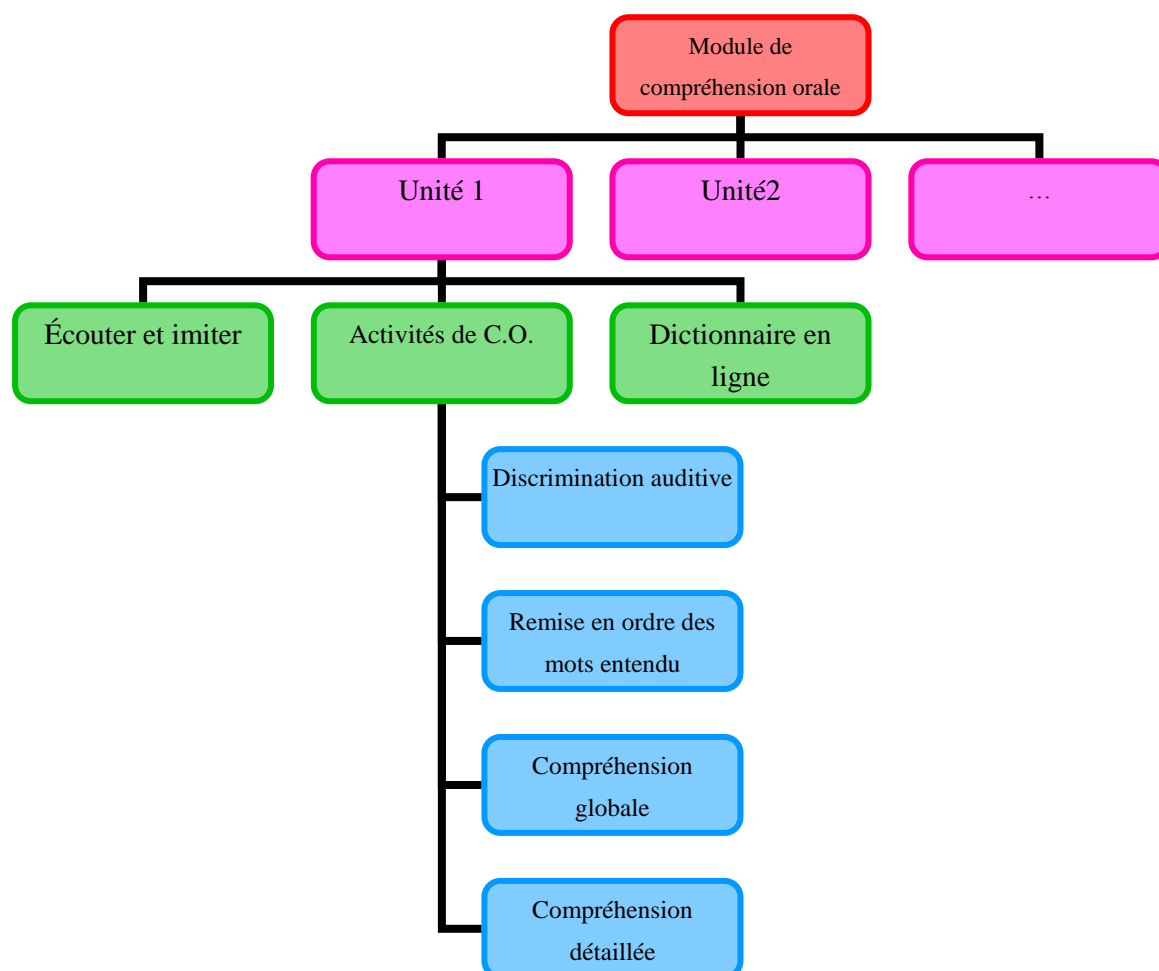 Module de
compréhension orale
Unité 1
Unité2
…
Écouter et imiter
Activités de C.O.
Dictionnaire en
ligne
Discrimination auditive
Remise en ordre des
mots entendu
Compréhension
globale
Compréhension
détaillée